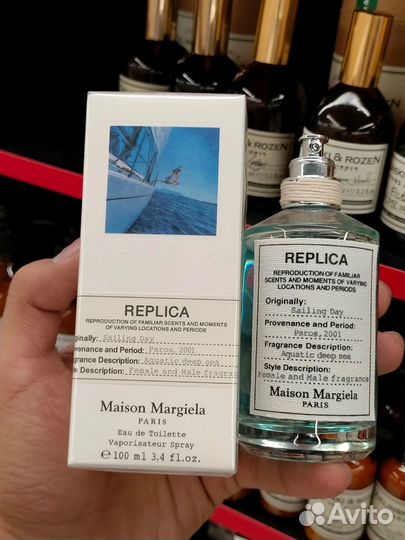 REPLICA
REPRODUCTION OF FAMILIAR SCENTS AND MOMENTS
OF VARYING LOCATIONS AND PERIODS
Sailing Day
Provenance and Period: Paros, 2001
Fragrance Description: Aquatic deep sea
Style Description: Female and Male fragrance
Maison Margiela
PARIS
Eau de Toilette
Vaporisateur Spray
100 ml 3.4 fl.oz.
REPLICA
REPRODUCTION OF FAMILIAR
SCENTS AND MOMENTS OF VARYING
LOCATIONS AND PERIODS
Originally:
Sailing Day
Provenance and Period:
Paros, 2001
Fragrance Description:
Aquatic deep sea
Style Description:
Female and Male fragrance
Maison Margiela
PARIS
& ROZEN
Avito